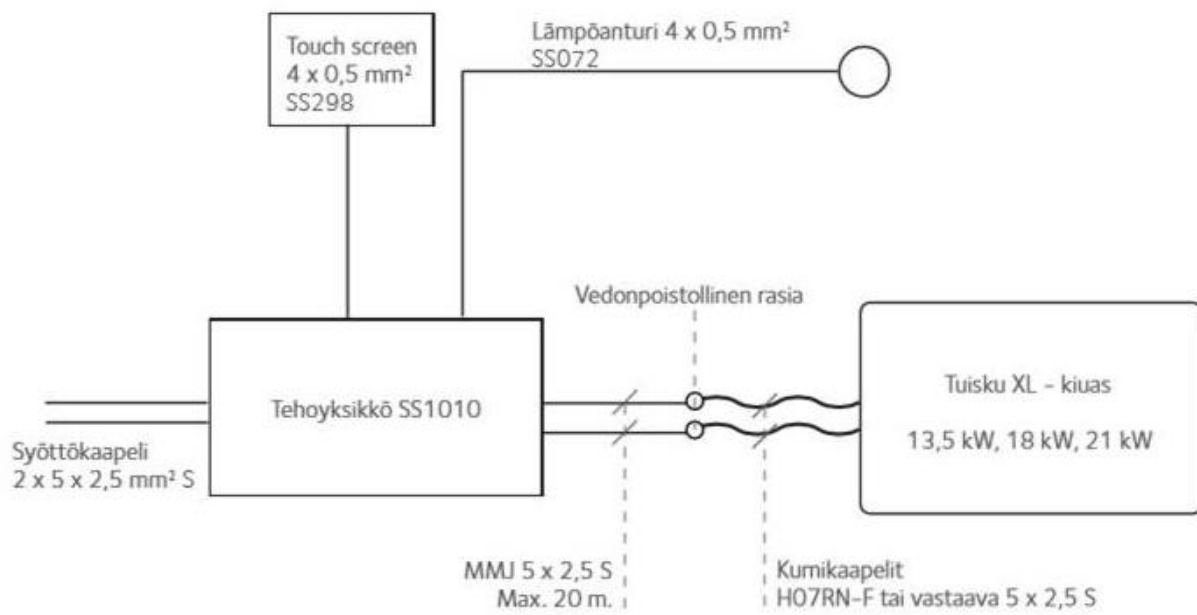 Touch screen
4 x 0,5 mm²
SS298
Lämpöanturi 4 x 0,5 mm²
SS072
Vedonpoistollinen rasia
Tehoyksikkö SS1010
Tuisku XL - kiuas
13,5 kW, 18 kW, 21 kW
Syöttökaapeli
2 x 5 x 2,5 mm² S
MMJ 5 x 2,5 S
Max. 20 m.
Kumikaapelit
H07RN-F tai vastaava 5 x 2,5 S